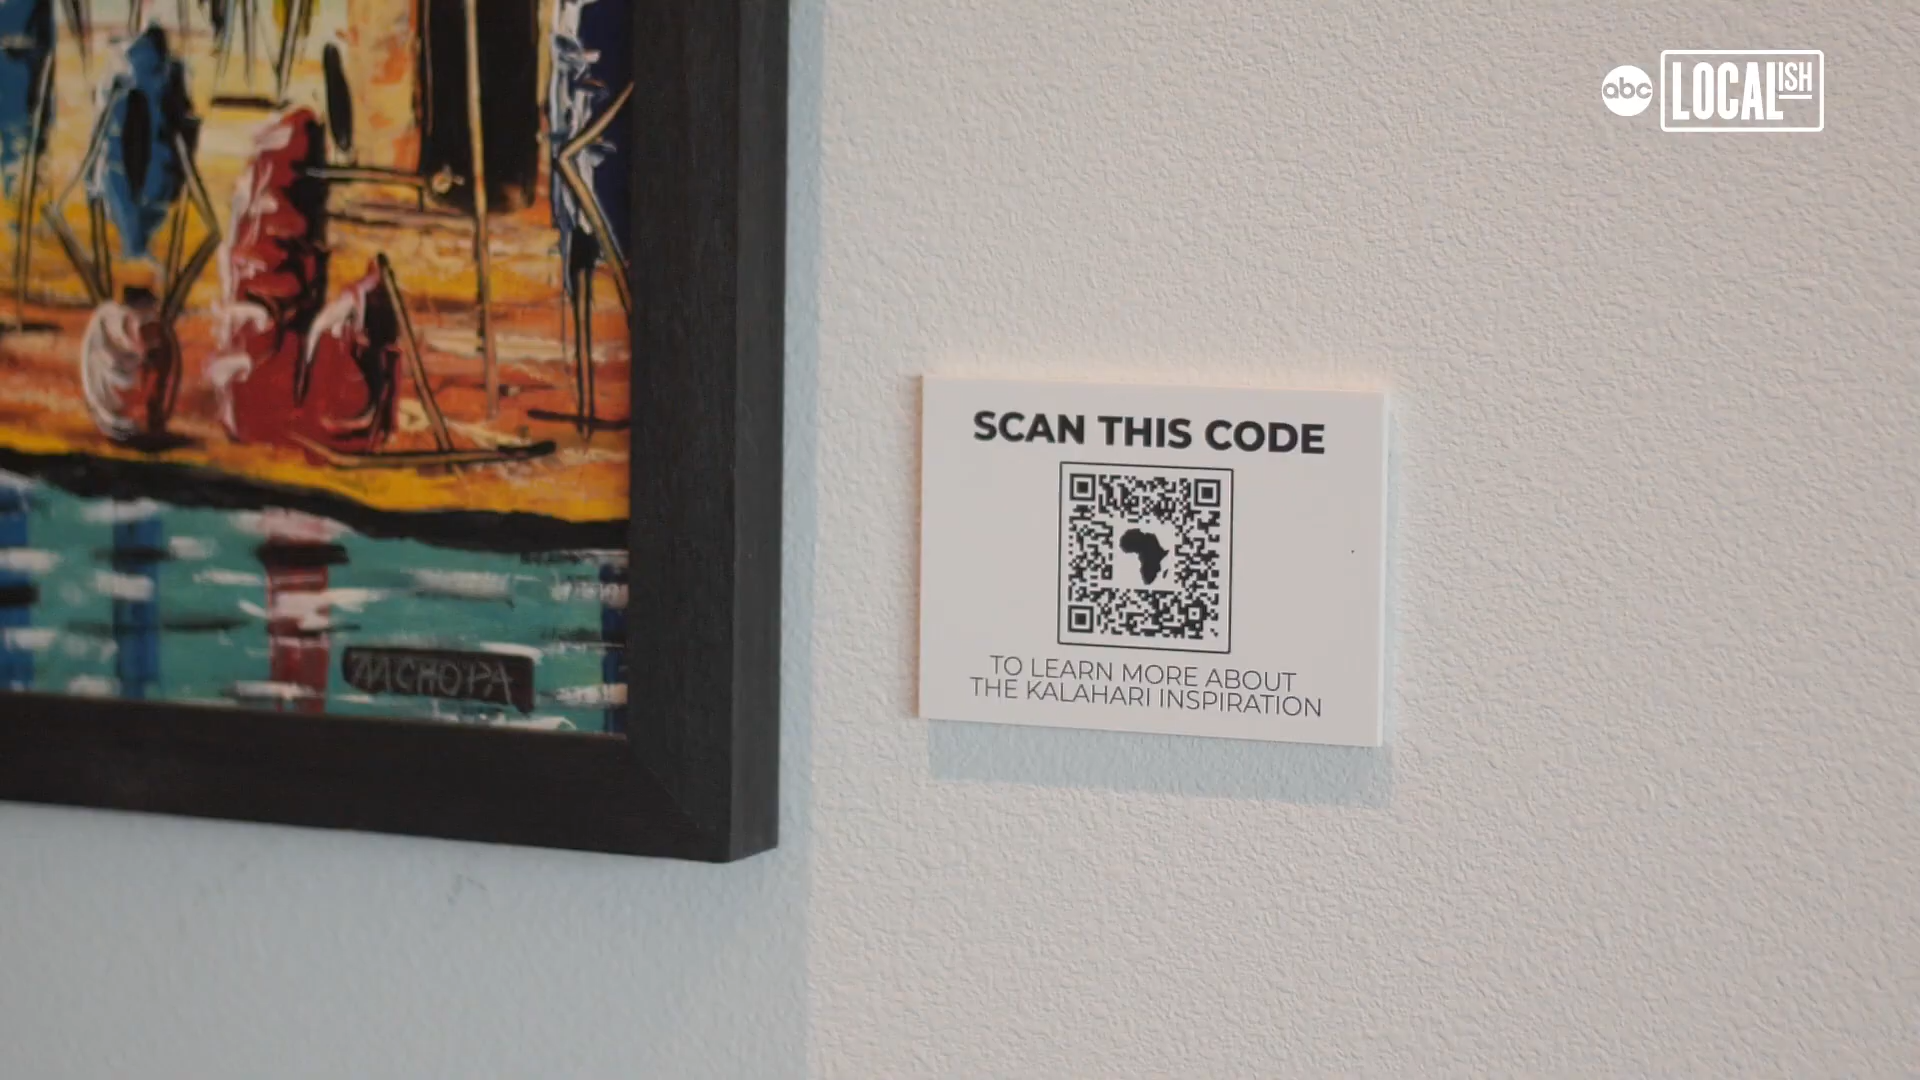 abc LOCALISH
SCAN THIS CODE
TO LEARN MORE ABOUT
THE KALAHARI INSPIRATION
MCHOPA